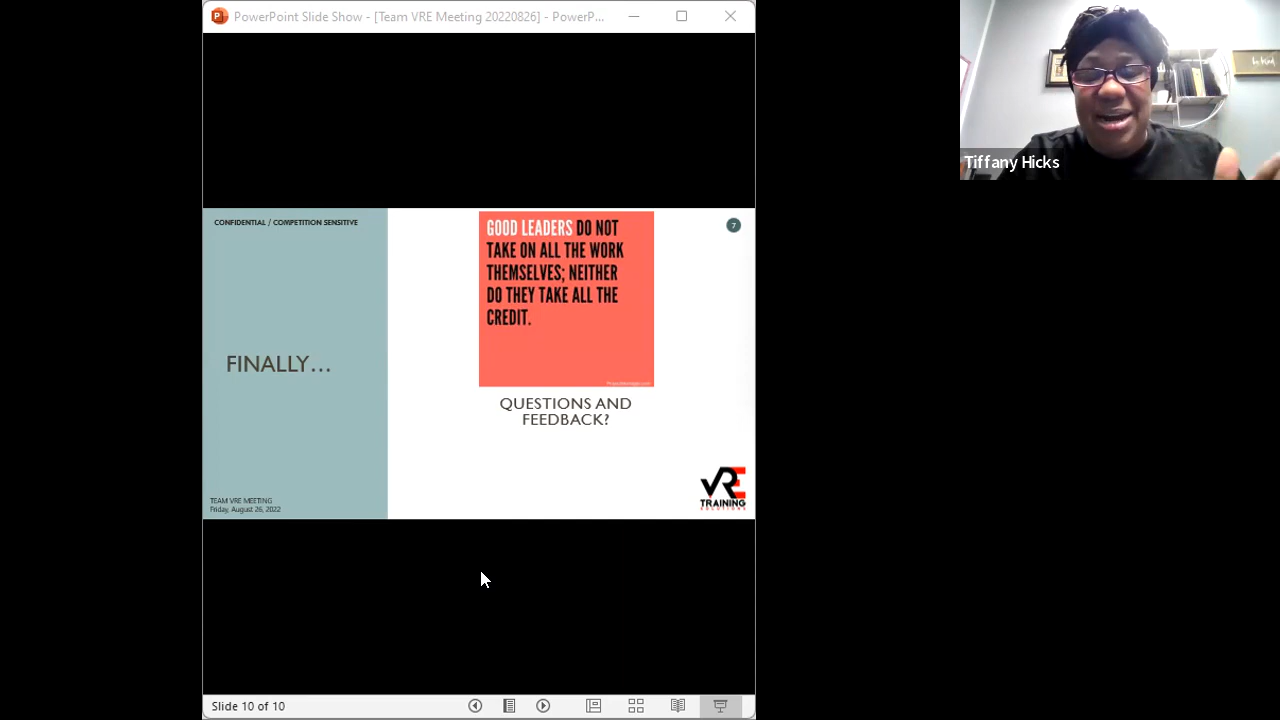 PowerPoint Slide Show - [Team VRE Meeting 20220826] - PowerP...
CONFIDENTIAL / COMPETITION SENSITIVE
GOOD LEADERS DO NOT
TAKE ON ALL THE WORK
THEMSELVES; NEITHER
DO THEY TAKE ALL THE
CREDIT.
7
FINALLY...
QUESTIONS AND
FEEDBACK?
TEAM VRE MEETING
Friday, August 26, 2022
VRE
TRAINING
SOLUTIONS
Slide 10 of 10
Tiffany Hicks